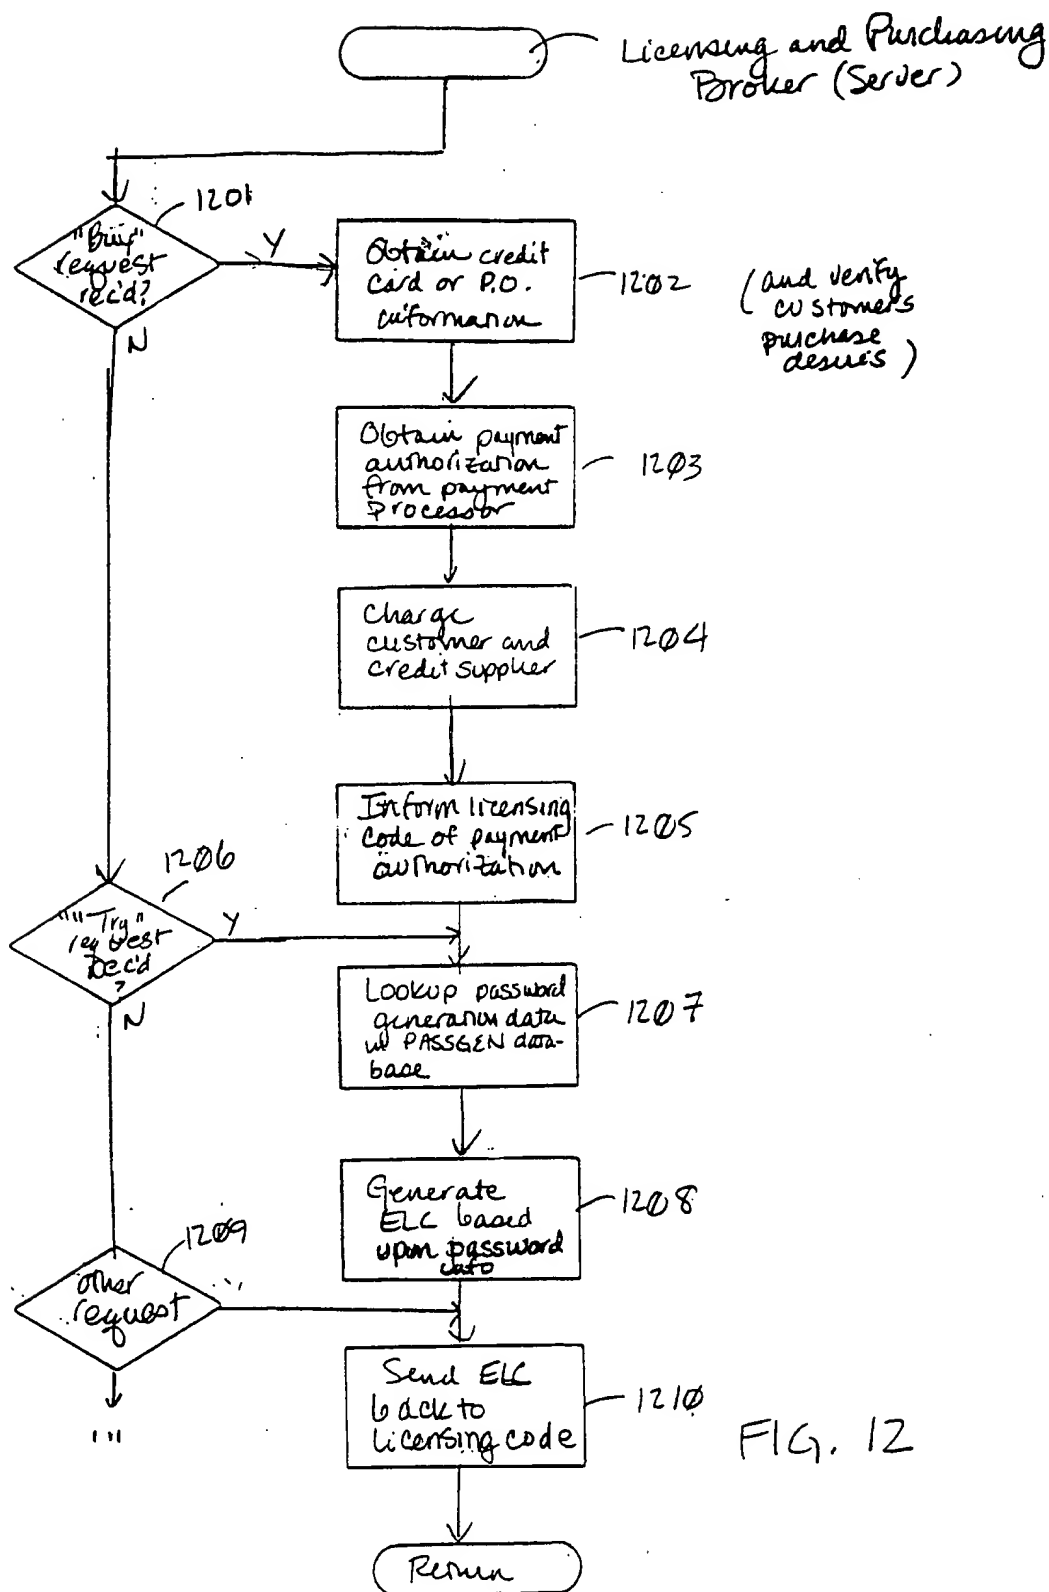 Licensing and Purchasing
Broker (Server)
1201
"Buy"
request
rec'd?
Y
N
Obtain credit
card or P.O.
information
1202
(and verify
customers
purchase
desires)
Obtain payment
authorization
from payment
processor
1203
Charge
customer and
credit supplier
1204
Inform licensing
code of payment
authorization
1205
1206
"Try"
request
rec'd
?
Y
N
Lookup password
generation data
in PASSGEN data-
base
1207
Generate
ELC based
upon password
info
1208
1209
other
request
Send ELC
back to
licensing code
1210
FIG. 12
Return